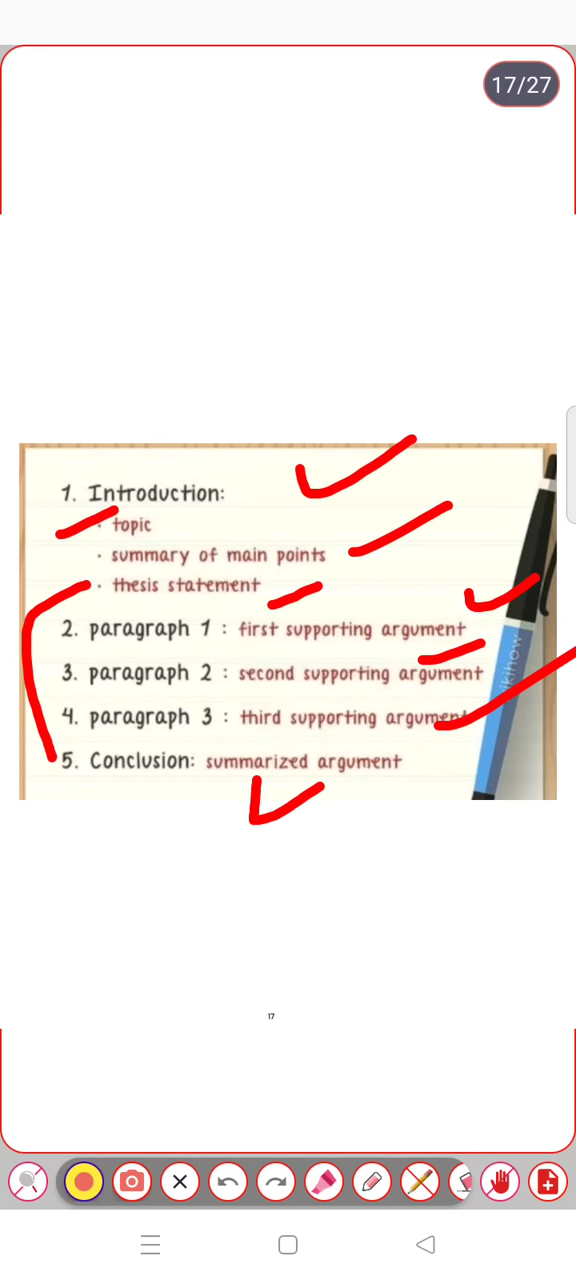 17/27
1. Introduction:
· topic
· summary of main points
· thesis statement
2. paragraph 1 : first supporting argument
3. paragraph 2 : second supporting argument
4. paragraph 3 : third supporting argument
5. Conclusion: summarized argument
ikihow
17